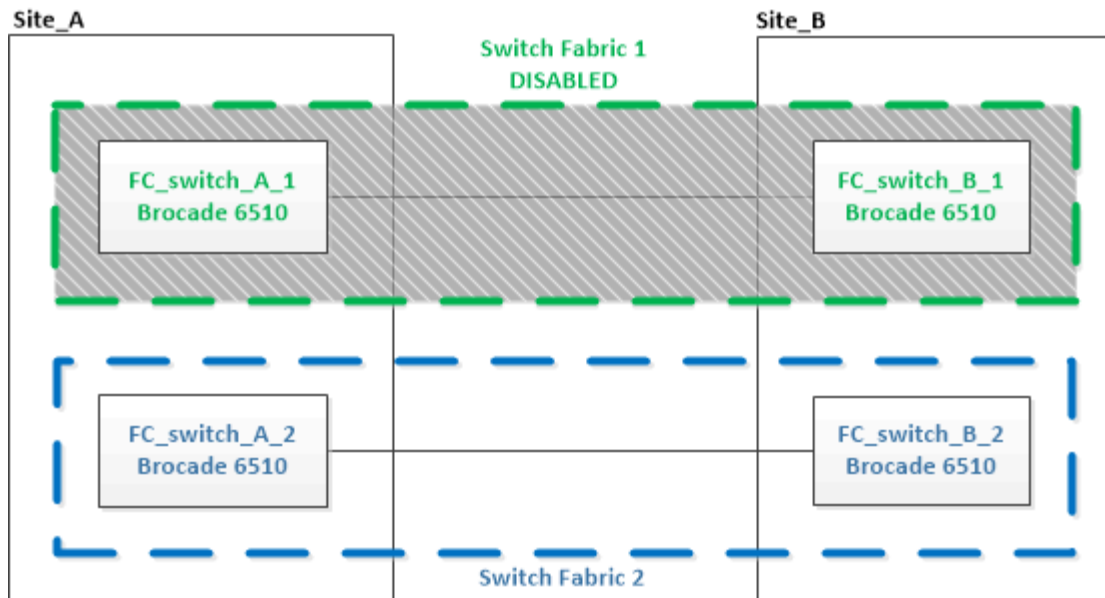 Site_A
Site_B
Switch Fabric 1
DISABLED
FC_switch_A_1
Brocade 6510
FC_switch_B_1
Brocade 6510
FC_switch_A_2
Brocade 6510
FC_switch_B_2
Brocade 6510
Switch Fabric 2